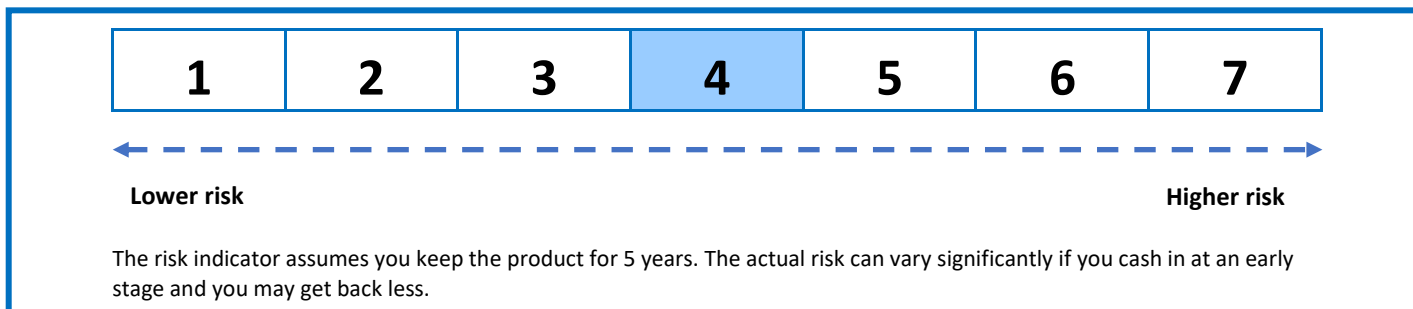 1 2 3 4 5 6 7
Lower risk Higher risk
The risk indicator assumes you keep the product for 5 years. The actual risk can vary significantly if you cash in at an early
stage and you may get back less.